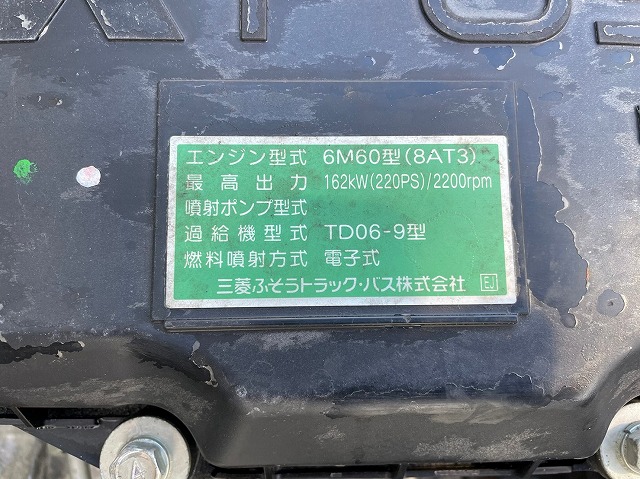 エンジン型式 6M60型(8AT3)
最高出力 162kW(220PS)/2200rpm
噴射ポンプ型式
過給機型式 TD06-9型
燃料噴射方式 電子式
三菱ふそうトラック・バス株式会社 EJ